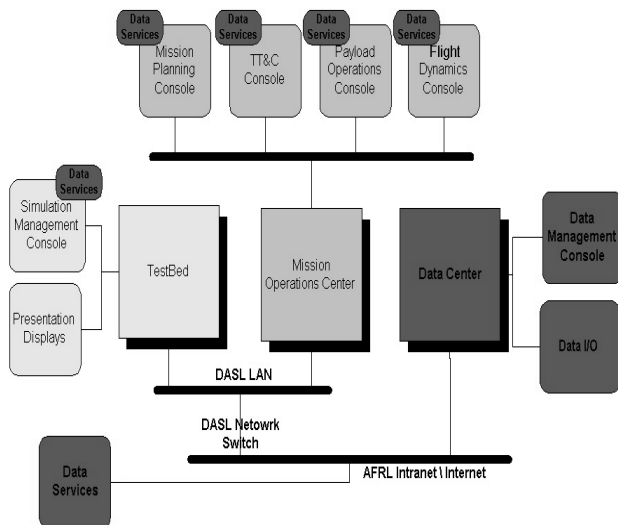 Data
Services
Mission
Planning
Console
Data
Services
TT&C
Console
Data
Services
Payload
Operations
Console
Data
Services
Flight
Dynamics
Console
Data
Services
Simulation
Management
Console
Presentation
Displays
TestBed
Mission
Operations Center
Data Center
Data
Management
Console
Data I/O
DASL LAN
DASL Netowrk
Switch
AFRL Intranet \ Internet
Data
Services